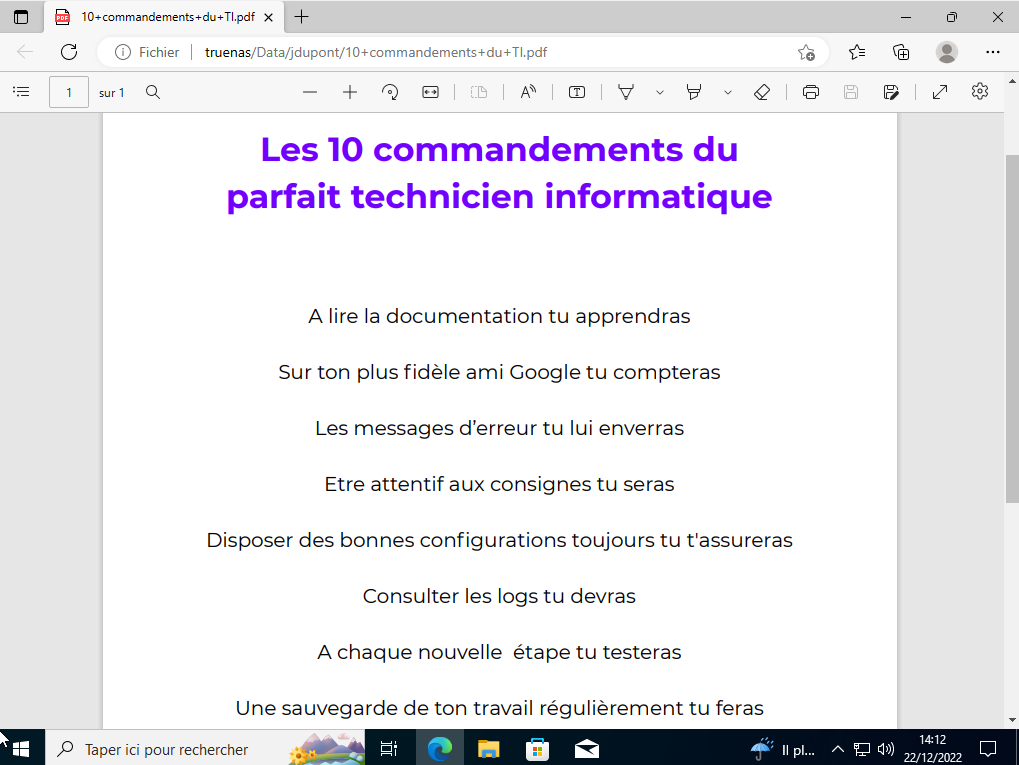 10+commandements+du+TI.pdf
Fichier
truenas/Data/jdupont/10+commandements+du+TI.pdf
1 sur 1
Les 10 commandements du
parfait technicien informatique
A lire la documentation tu apprendras
Sur ton plus fidèle ami Google tu compteras
Les messages d’erreur tu lui enverras
Etre attentif aux consignes tu seras
Disposer des bonnes configurations toujours tu t'assureras
Consulter les logs tu devras
A chaque nouvelle  étape tu testeras
Une sauvegarde de ton travail régulièrement tu feras
Taper ici pour rechercher
Il pl...
14:12
22/12/2022